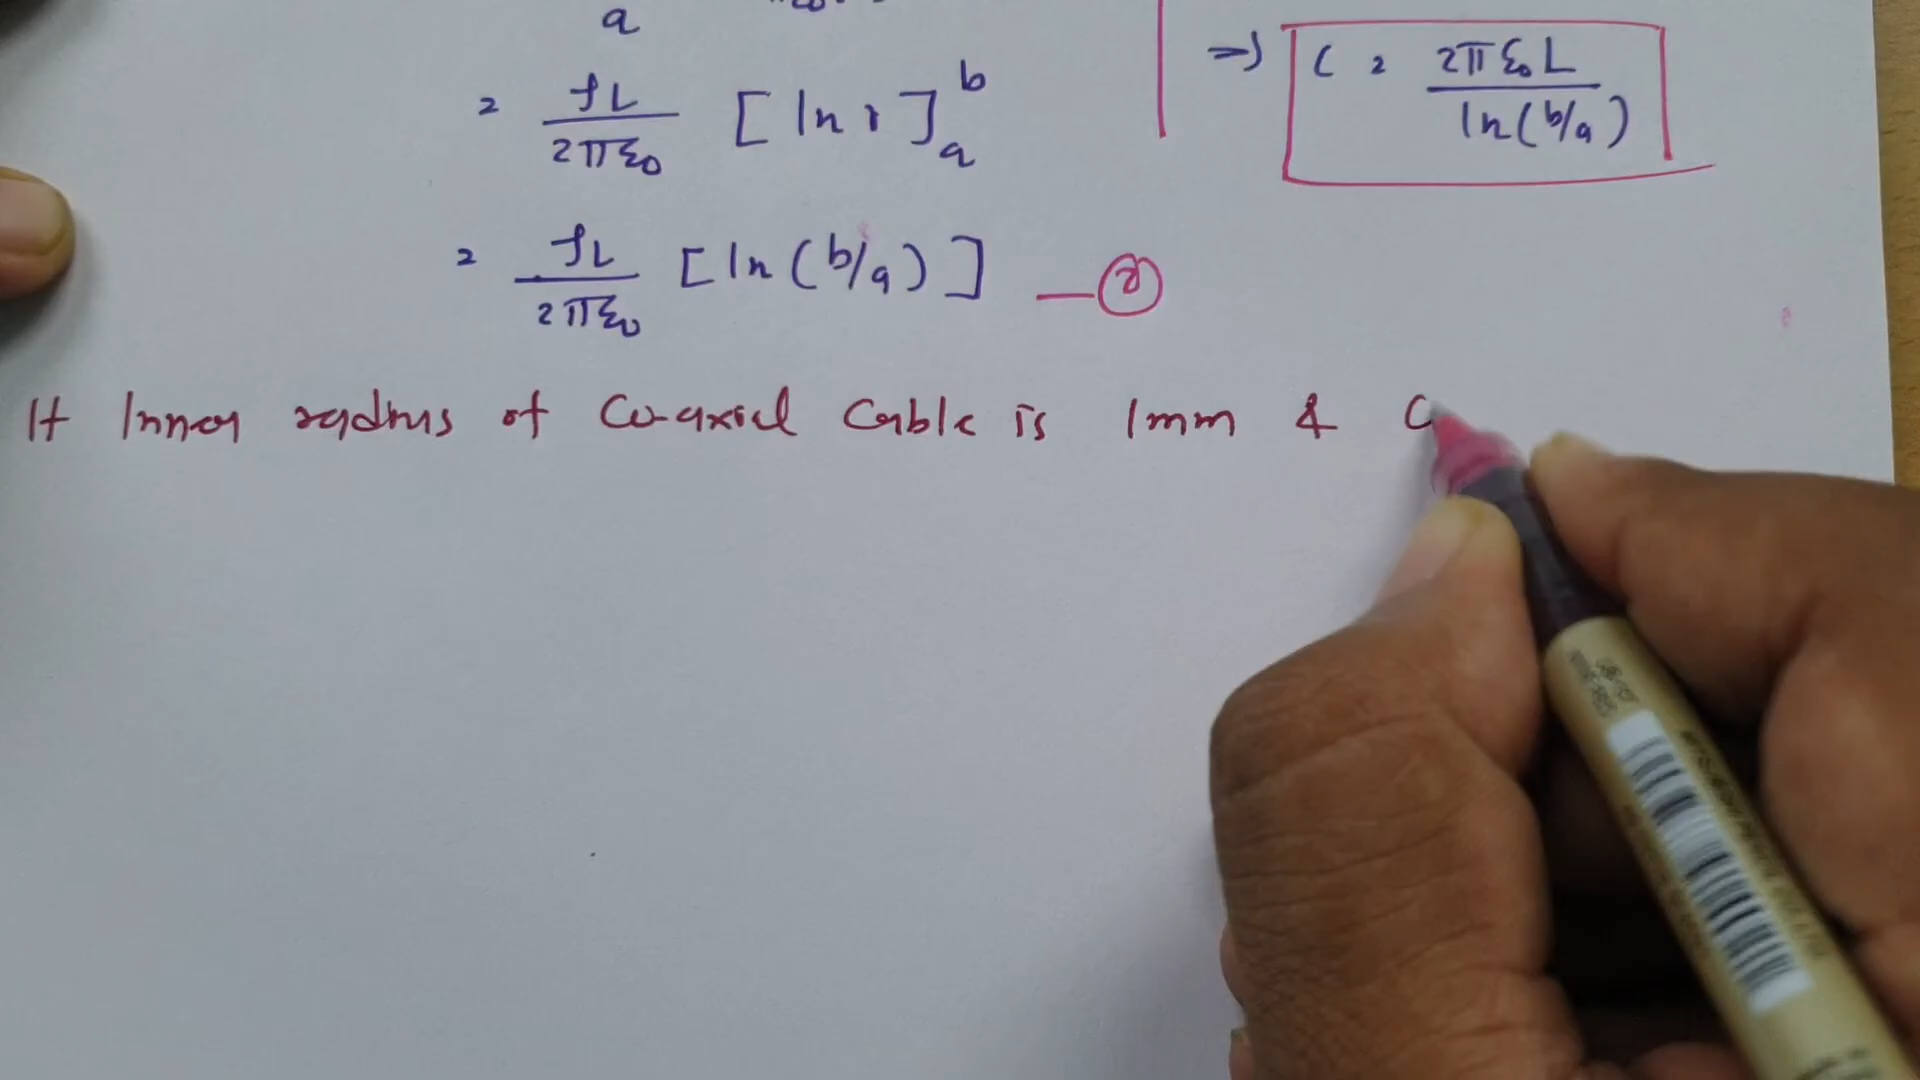 a
= ρL / 2πε₀ [ ln r ]ₐᵇ
=> C = 2πε₀L / ln(b/a)
= ρL / 2πε₀ [ ln(b/a) ] — ②
If Inner radius of Co-axial Cable is 1mm & O